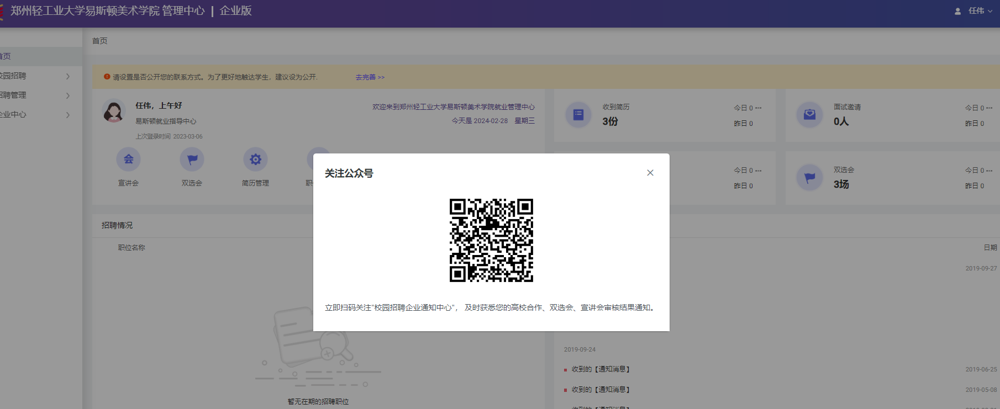 郑州轻工业大学易斯顿美术学院 管理中心 | 企业版
任伟
首页
首页
校园招聘
招聘管理
企业中心
请设置是否公开您的联系方式。为了更好地触达学生，建议设为公开. 去完善 >>
任伟，上午好
易斯顿就业指导中心
上次登录时间 2023-03-06
欢迎来到郑州轻工业大学易斯顿美术学院就业管理中心
今天是 2024-02-28 星期三
宣讲会
双选会
简历管理
职
收到简历
3份
今日 0 ---
昨日 0
面试邀请
0人
今日 0 ---
昨日 0
今日 0 ---
昨日 0
双选会
3场
今日 0 ---
昨日 0
关注公众号
立即扫码关注"校园招聘企业通知中心"， 及时获悉您的高校合作、双选会、宣讲会审核结果通知。
招聘情况
职位名称
暂无在期的招聘职位
日期
2019-09-27
2019-09-24
收到的【通知消息】 2019-06-25
收到的【通知消息】 2019-05-08